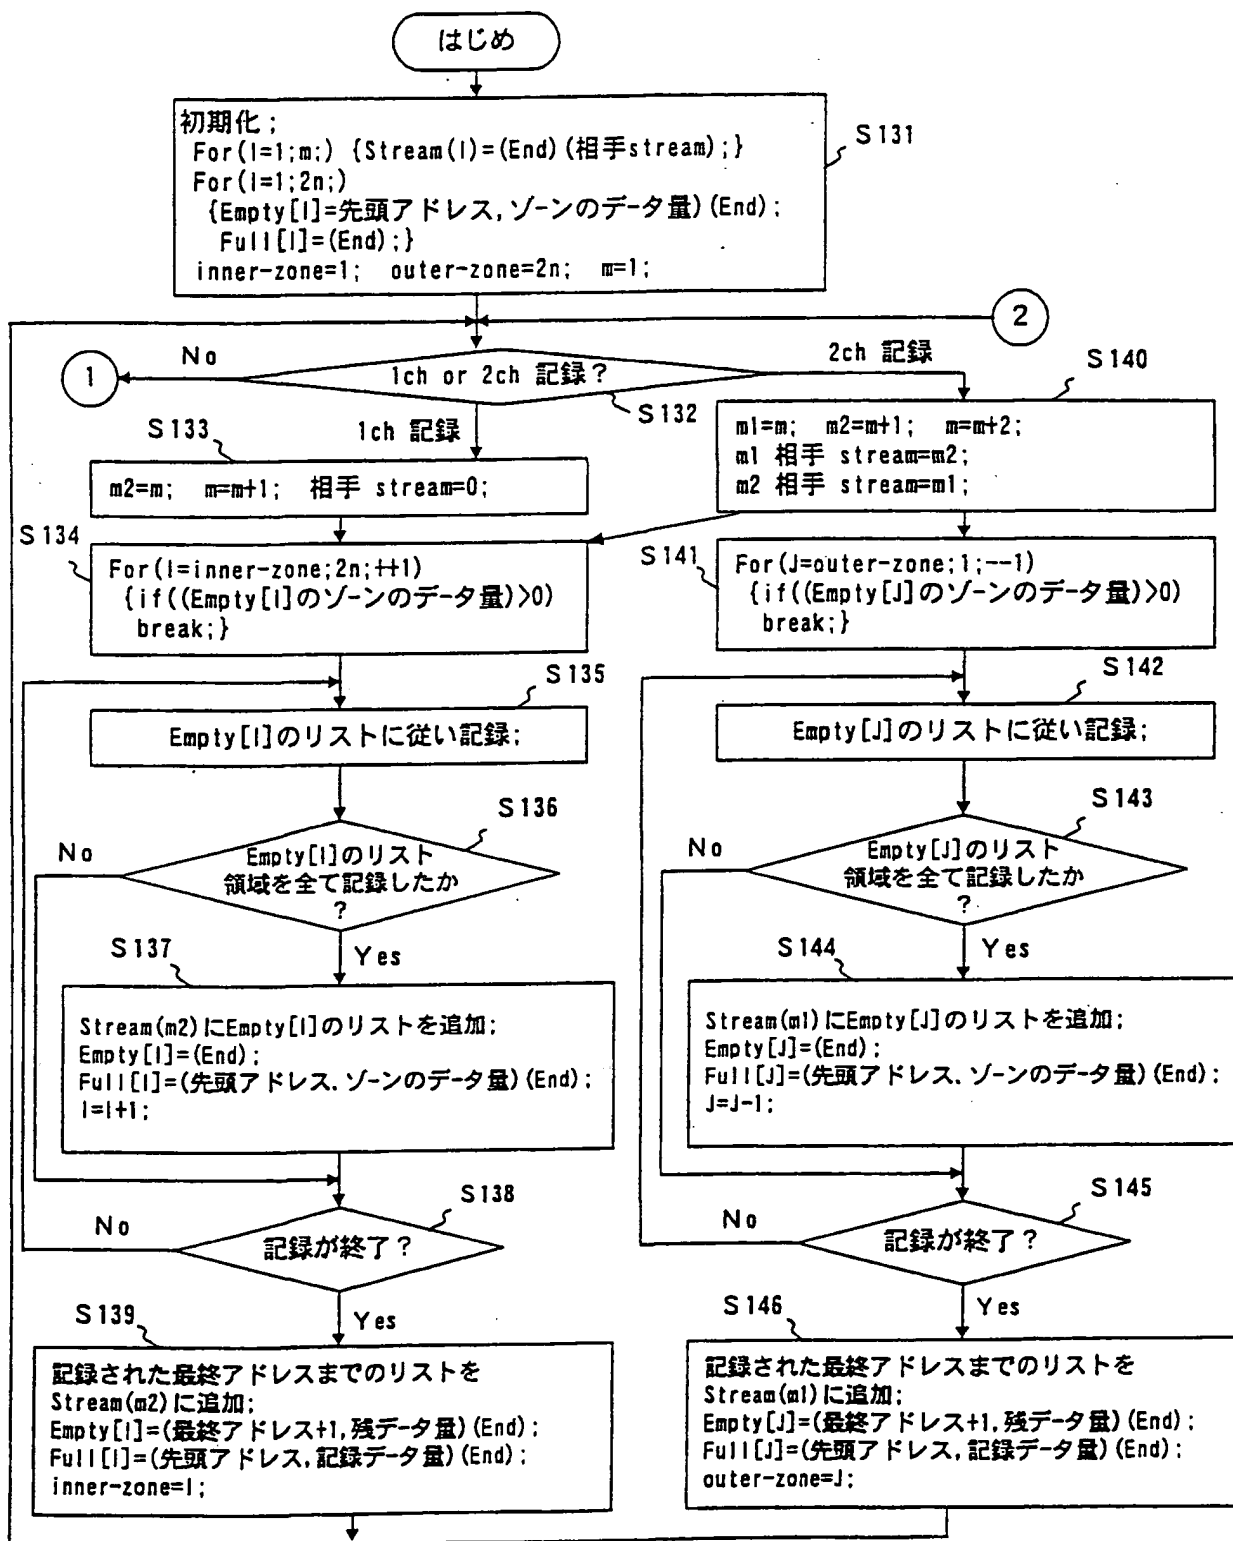 はじめ
初期化;
For(I=1;m;) {Stream(I)=(End)(相手stream);}
For(I=1;2n;)
{Empty[I]=先頭アドレス,ゾーンのデータ量)(End);
Full[I]=(End);}
inner-zone=1; outer-zone=2n; m=1;
S131
2
No
1
1ch or 2ch 記録?
S132
2ch 記録
S140
1ch 記録
S133
m2=m; m=m+1; 相手 stream=0;
m1=m; m2=m+1; m=m+2;
m1 相手 stream=m2;
m2 相手 stream=m1;
S134
For(I=inner-zone;2n;++1)
{if((Empty[I]のゾーンのデータ量)>0)
break;}
S141
For(J=outer-zone;1;--1)
{if((Empty[J]のゾーンのデータ量)>0)
break;}
S135
Empty[I]のリストに従い記録;
S142
Empty[J]のリストに従い記録;
S136
No
Empty[I]のリスト
領域を全て記録したか
?
Yes
S143
No
Empty[J]のリスト
領域を全て記録したか
?
Yes
S137
Stream(m2)にEmpty[I]のリストを追加;
Empty[I]=(End);
Full[I]=(先頭アドレス.ゾーンのデータ量)(End);
I=I+1;
S144
Stream(m1)にEmpty[J]のリストを追加;
Empty[J]=(End);
Full[J]=(先頭アドレス.ゾーンのデータ量)(End);
J=J-1;
S138
No
記録が終了?
Yes
S145
No
記録が終了?
Yes
S139
記録された最終アドレスまでのリストを
Stream(m2)に追加;
Empty[I]=(最終アドレス+1,残データ量)(End);
Full[I]=(先頭アドレス,記録データ量)(End);
inner-zone=I;
S146
記録された最終アドレスまでのリストを
Stream(m1)に追加;
Empty[J]=(最終アドレス+1,残データ量)(End);
Full[J]=(先頭アドレス,記録データ量)(End);
outer-zone=J;